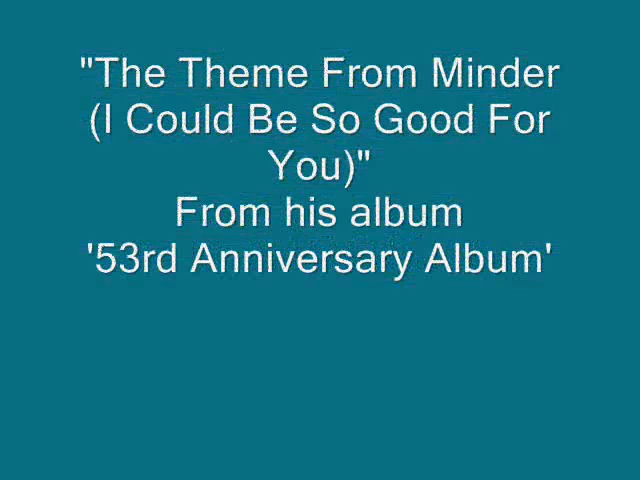 "The Theme From Minder
(I Could Be So Good For
You)"
From his album
'53rd Anniversary Album'